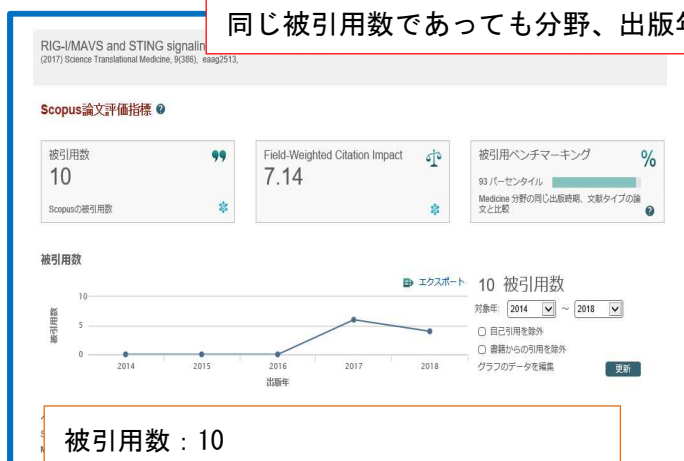 同じ被引用数であっても分野、出版
RIG-I/MAVS and STING signalin
(2017) Science Translational Medicine, 9(386), eaag2513,
Scopus論文評価指標 ?
被引用数
10
Scopusの被引用数
Field-Weighted Citation Impact
7.14
被引用ベンチマーキング %
93 パーセンタイル
Medicine 分野の同じ出版時期、文献タイプの論
文と比較 ?
被引用数
エクスポート
10 被引用数
対象年: 2014 ~ 2018
自己引用を除外
書籍からの引用を除外
グラフのデータを編集 更新
被引用数
10
5
0
2014 2015 2016 2017 2018
出版年
被引用数：10